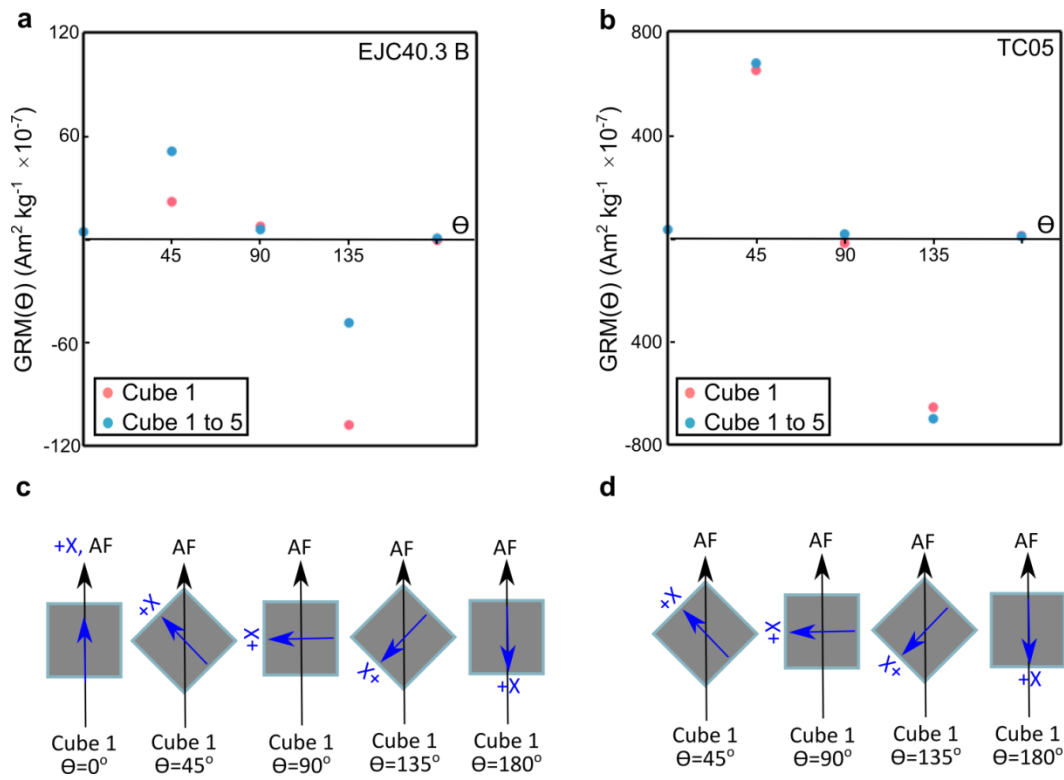 a
120
EJC40.3 B
60
GRM(Θ) (Am² kg⁻¹ ×10⁻⁷)
Θ
45 90 135
-60
Cube 1
Cube 1 to 5
-120
b
800
TC05
400
GRM(Θ) (Am² kg⁻¹ ×10⁻⁷)
Θ
45 90 135
400
Cube 1
Cube 1 to 5
-800
c
+X, AF AF AF AF AF
+X +X +X +X
Cube 1 Cube 1 Cube 1 Cube 1 Cube 1
Θ=0° Θ=45° Θ=90° Θ=135° Θ=180°
d
AF AF AF AF
+X +X +X +X
Cube 1 Cube 1 Cube 1 Cube 1
Θ=45° Θ=90° Θ=135° Θ=180°